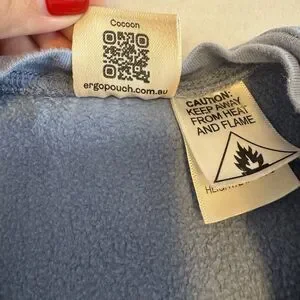 Cocoon
ergopouch.com.au
CAUTION:
KEEP AWAY
FROM HEAT
AND FLAME